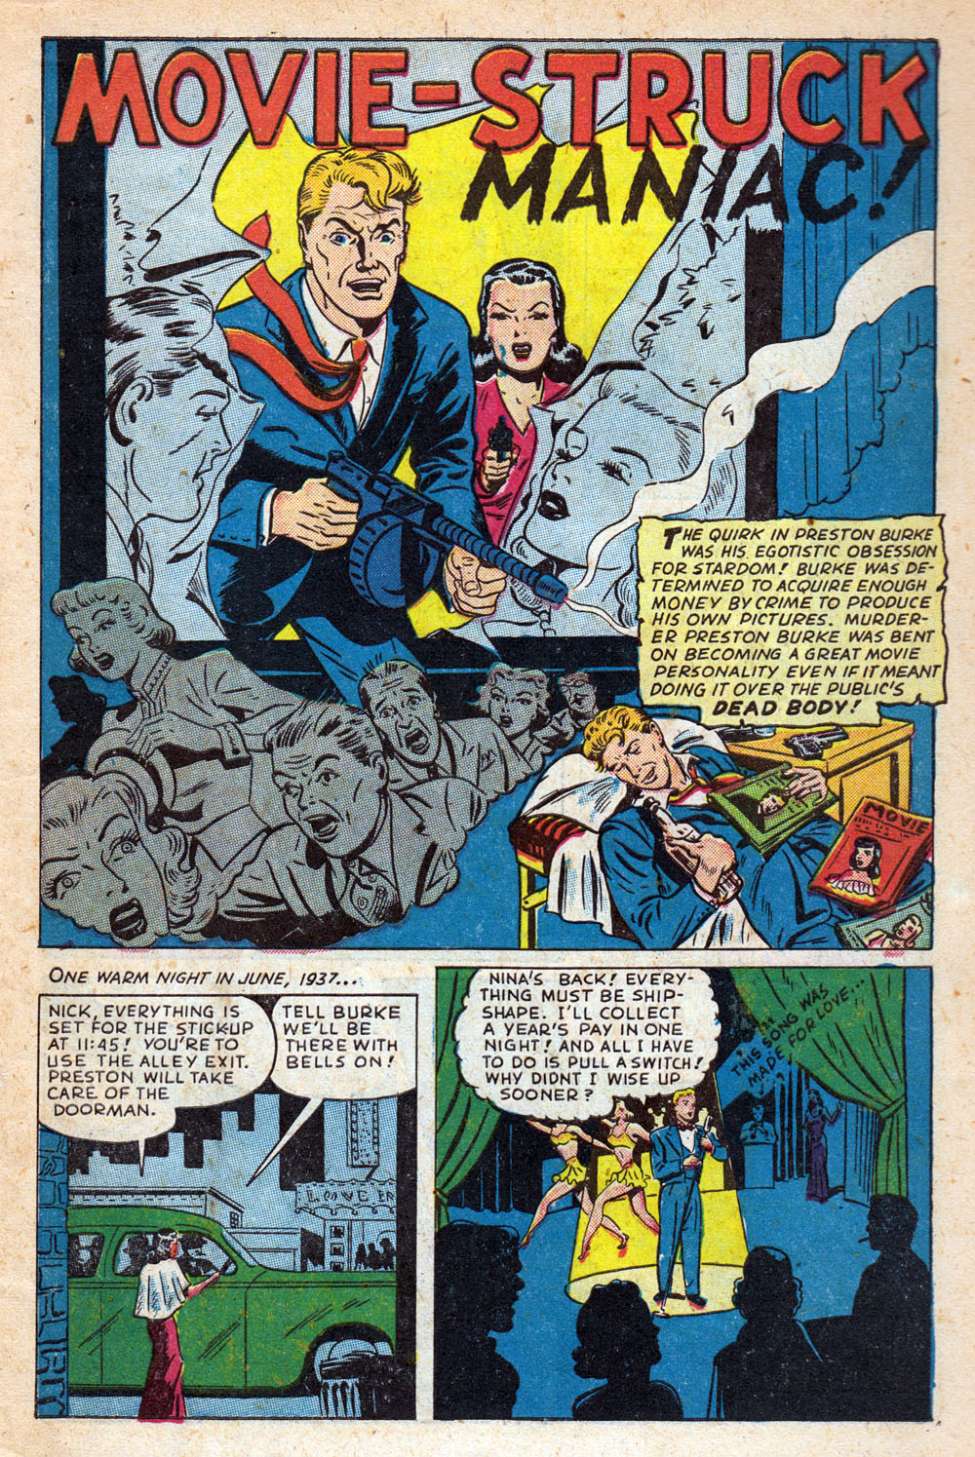 MOVIE-STRUCK
MANIAC!
THE QUIRK IN PRESTON BURKE
WAS HIS EGOTISTIC OBSESSION
FOR STARDOM! BURKE WAS DE-
TERMINED TO ACQUIRE ENOUGH
MONEY BY CRIME TO PRODUCE
HIS OWN PICTURES. MURDER-
ER PRESTON BURKE WAS BENT
ON BECOMING A GREAT MOVIE
PERSONALITY EVEN IF IT MEANT
DOING IT OVER THE PUBLIC'S
DEAD BODY!
MOVIE
ONE WARM NIGHT IN JUNE, 1937...
NICK, EVERYTHING IS
SET FOR THE STICK-UP
AT 11:45! YOU'RE TO
USE THE ALLEY EXIT.
PRESTON WILL TAKE
CARE OF THE
DOORMAN.
TELL BURKE
WE'LL BE
THERE WITH
BELLS ON!
NINA'S BACK! EVERY-
THING MUST BE SHIP-
SHAPE. I'LL COLLECT
A YEAR'S PAY IN ONE
NIGHT! AND ALL I HAVE
TO DO IS PULL A SWITCH!
WHY DIDNT I WISE UP
SOONER?
THIS SONG WAS
MADE FOR LOVE...